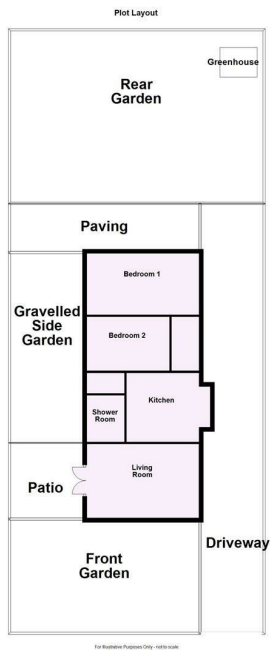 Plot Layout
Greenhouse
Rear
Garden
Paving
Bedroom 1
Gravelled
Side
Garden
Bedroom 2
Kitchen
Shower
Room
Living
Room
Patio
Driveway
Front
Garden
For Illustrative Purposes Only - not to scale